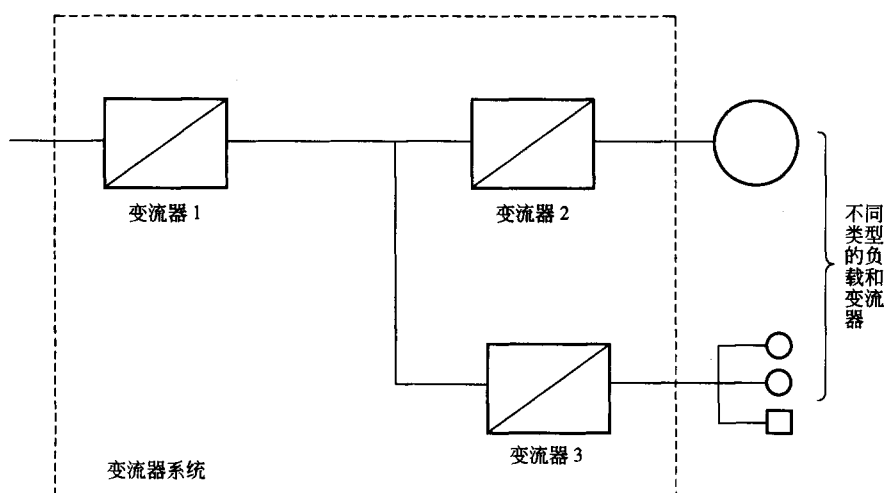 变流器 1
变流器 2
不同
类型
的负
载和
变流
器
变流器 3
变流器系统